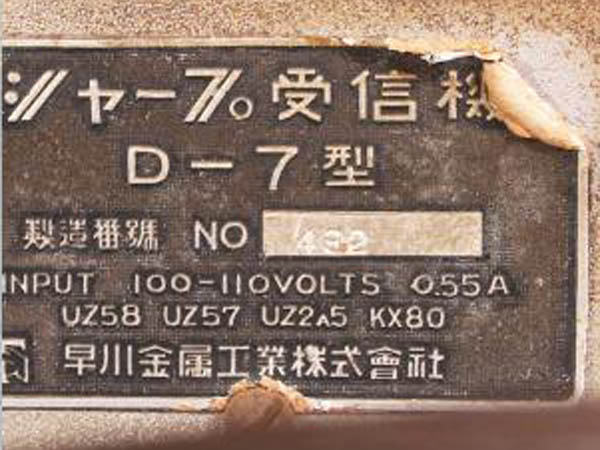 シャープ受信機
D-7型
製造番號 NO 492
INPUT 100-110VOLTS 0.55A
UZ58 UZ57 UZ2A5 KX80
早川金属工業株式會社